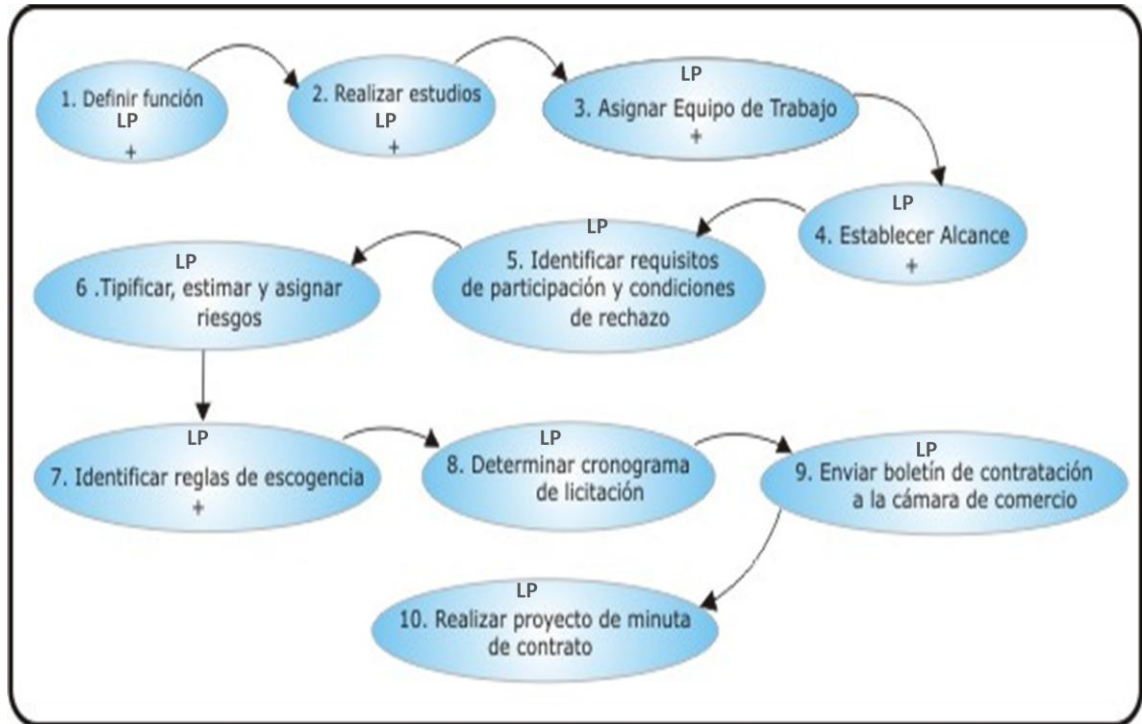 1. Definir función
LP
+
2. Realizar estudios
LP
+
LP
3. Asignar Equipo de Trabajo
+
LP
4. Establecer Alcance
+
LP
5. Identificar requisitos
de participación y condiciones
de rechazo
LP
6 .Tipificar, estimar y asignar
riesgos
LP
7. Identificar reglas de escogencia
+
LP
8. Determinar cronograma
de licitación
LP
9. Enviar boletín de contratación
a la cámara de comercio
LP
10. Realizar proyecto de minuta
de contrato